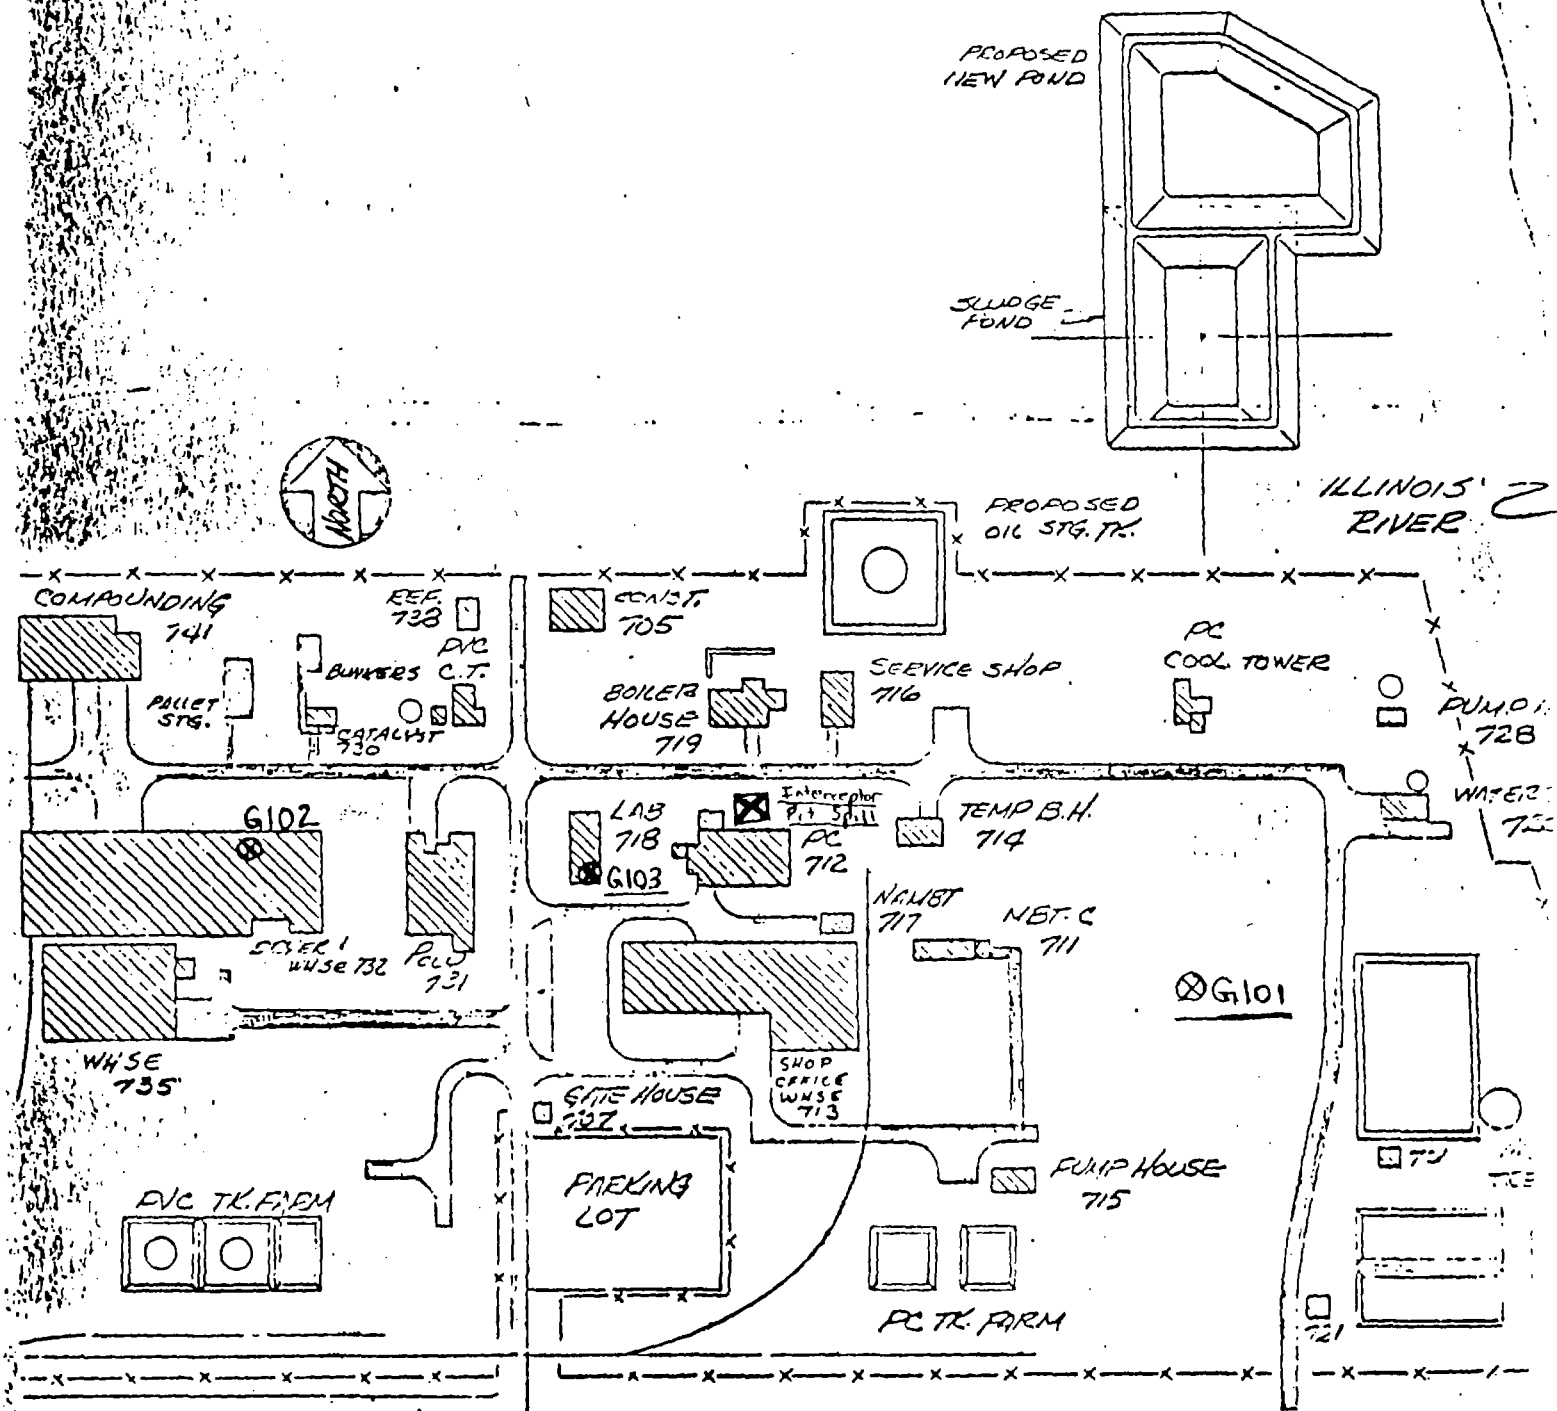 PROPOSED
NEW POND
SLUDGE
POND
NORTH
ILLINOIS
RIVER
PROPOSED
OIL STG. TK.
COMPOUNDING
741
REF.
738
CONST.
705
PVC
C.T.
BUNKERS
PALLET
STG.
CATALYST
730
BOILER
HOUSE
719
SERVICE SHOP
716
PC
COOL. TOWER
728
WATER
G102
LAB
718
Interceptor
Pit Spill
PC
712
TEMP B.H.
714
G103
717
711
WHSE 732
731
G101
WHSE
735
SHOP
OFFICE
WHSE
713
GATE HOUSE
707
PARKING
LOT
PUMP HOUSE
715
PVC TK. FARM
PC TK. FARM
721